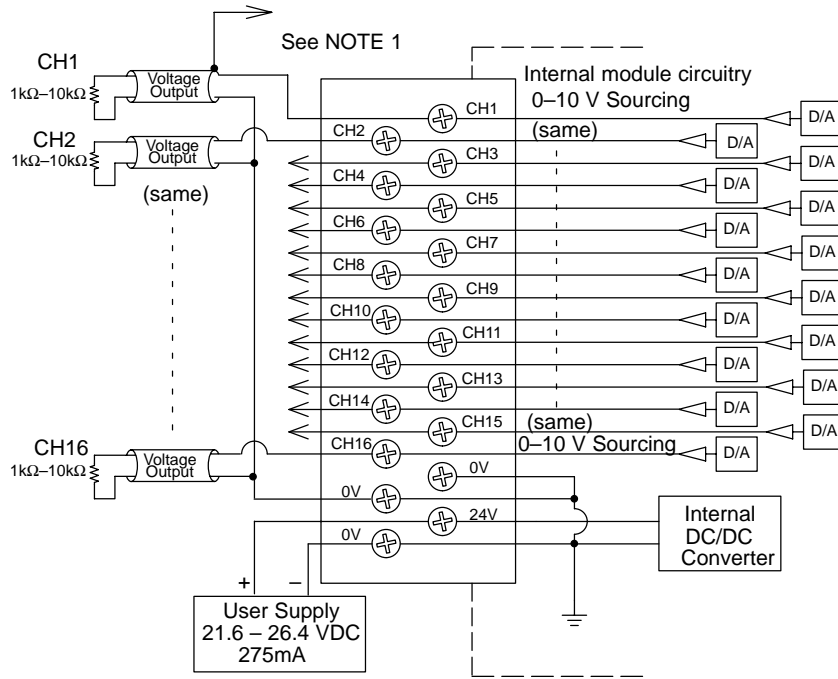 See NOTE 1
CH1
1kΩ–10kΩ
Voltage
Output
CH2
1kΩ–10kΩ
Voltage
Output
(same)
CH16
1kΩ–10kΩ
Voltage
Output
Internal module circuitry
0–10 V Sourcing
CH1
D/A
CH2
(same)
D/A
CH3
D/A
CH4
D/A
CH5
D/A
CH6
D/A
CH7
D/A
CH8
D/A
CH9
D/A
CH10
D/A
CH11
D/A
CH12
D/A
CH13
D/A
CH14
D/A
(same)
CH15
D/A
CH16
0–10 V Sourcing
D/A
0V
0V
24V
0V
Internal
DC/DC
Converter
+
–
User Supply
21.6 – 26.4 VDC
275mA